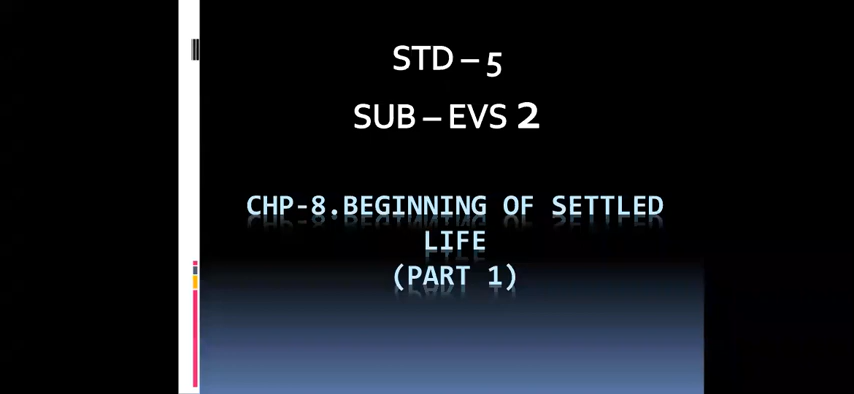 STD – 5
SUB – EVS 2
CHP-8.BEGINNING OF SETTLED
LIFE
(PART 1)